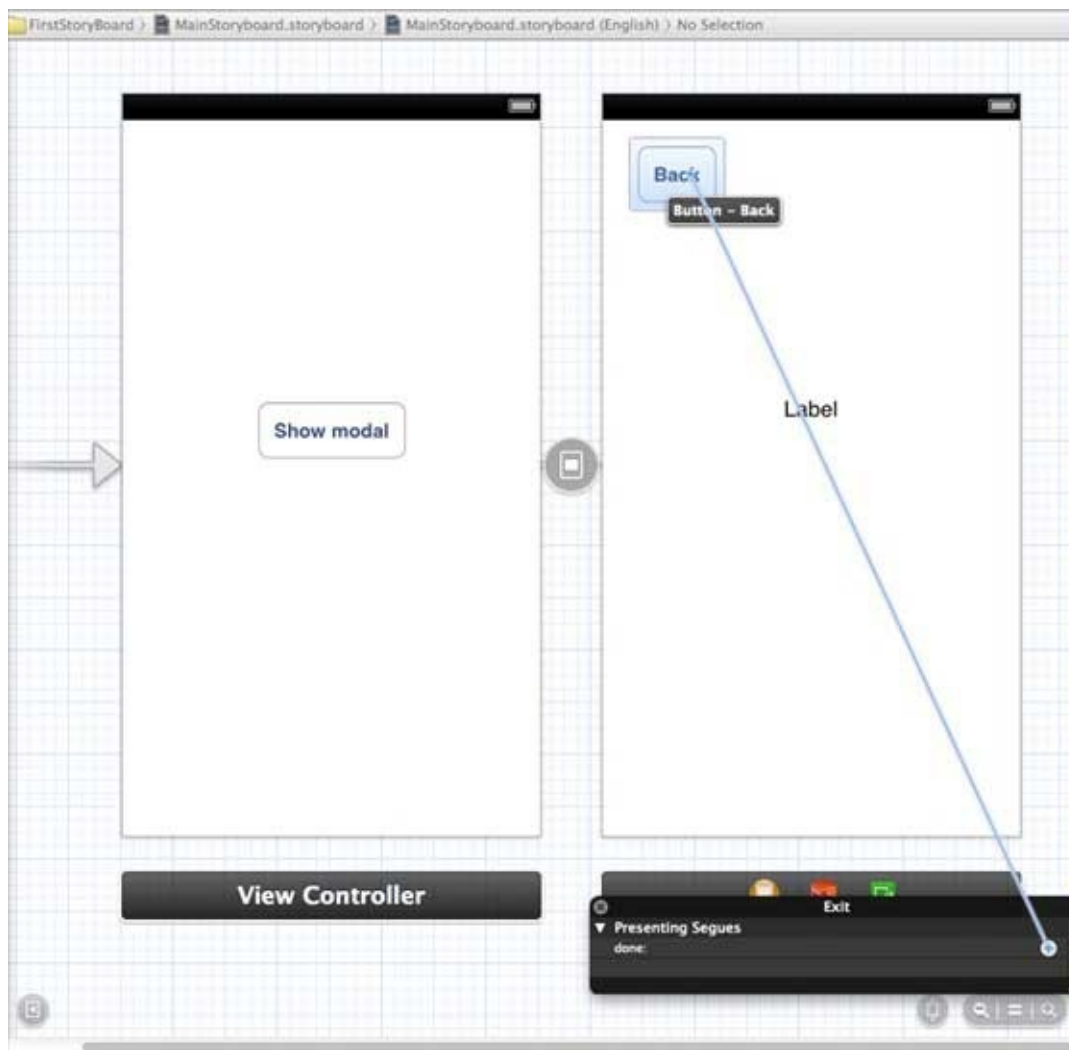 FirstStoryBoard › MainStoryboard.storyboard › MainStoryboard.storyboard (English) › No Selection
Back
Button - Back
Label
Show modal
View Controller
Exit
▼ Presenting Segues
done: